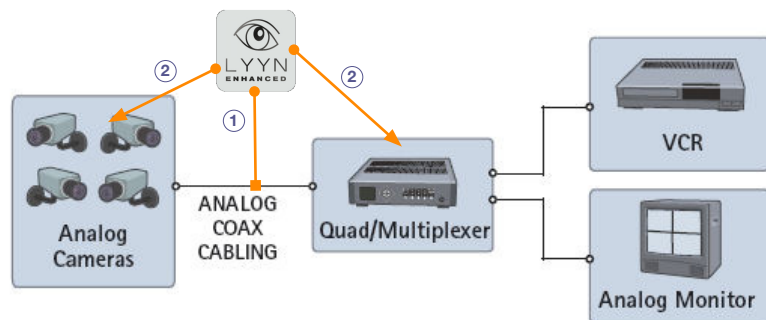 LYYN
ENHANCED
2
2
1
Analog
Cameras
ANALOG
COAX
CABLING
Quad/Multiplexer
VCR
Analog Monitor